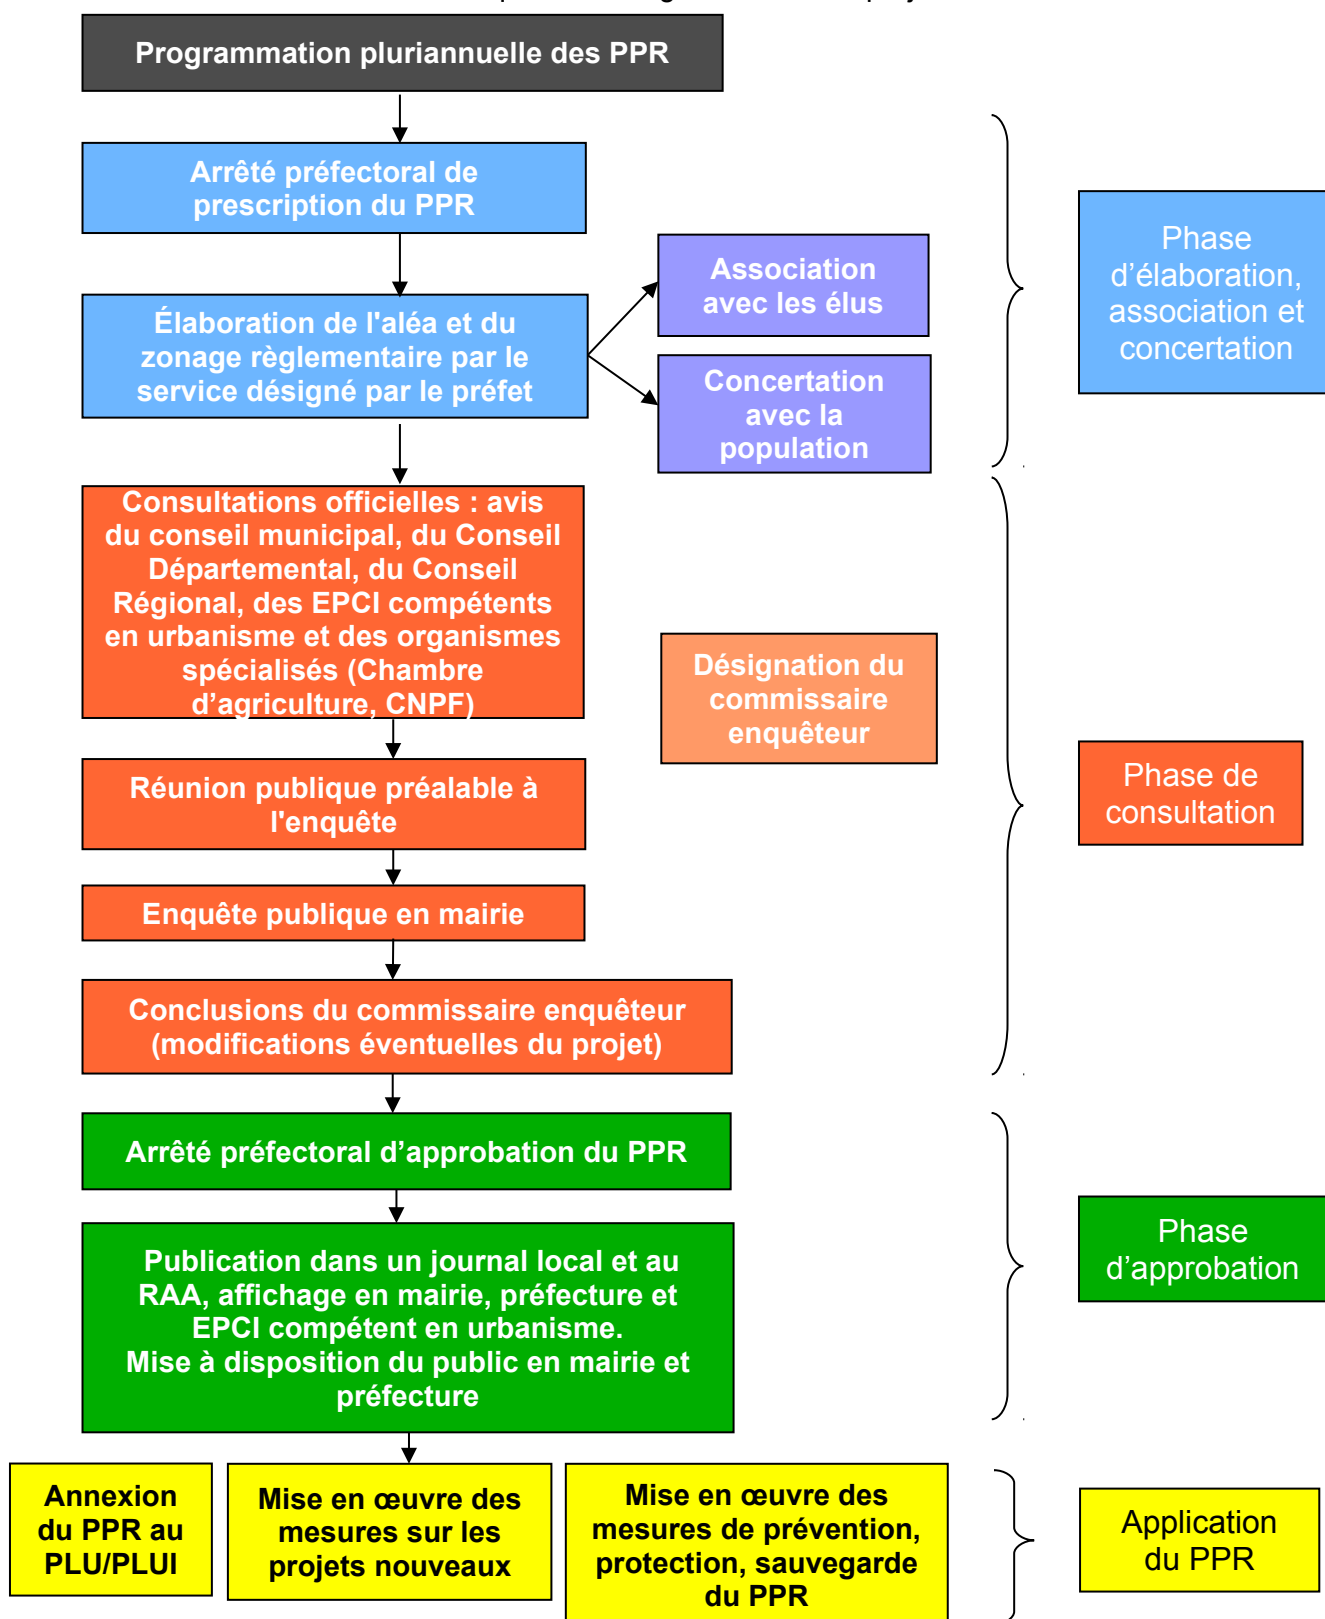 Programmation pluriannuelle des PPR
Arrêté préfectoral de
prescription du PPR
Élaboration de l'aléa et du
zonage règlementaire par le
service désigné par le préfet
Association
avec les élus
Concertation
avec la
population
Phase
d’élaboration,
association et
concertation
Consultations officielles : avis
du conseil municipal, du Conseil
Départemental, du Conseil
Régional, des EPCI compétents
en urbanisme et des organismes
spécialisés (Chambre
d’agriculture, CNPF)
Désignation du
commissaire
enquêteur
Réunion publique préalable à
l'enquête
Enquête publique en mairie
Conclusions du commissaire enquêteur
(modifications éventuelles du projet)
Phase de
consultation
Arrêté préfectoral d’approbation du PPR
Publication dans un journal local et au
RAA, affichage en mairie, préfecture et
EPCI compétent en urbanisme.
Mise à disposition du public en mairie et
préfecture
Phase
d’approbation
Annexion
du PPR au
PLU/PLUI
Mise en œuvre des
mesures sur les
projets nouveaux
Mise en œuvre des
mesures de prévention,
protection, sauvegarde
du PPR
Application
du PPR